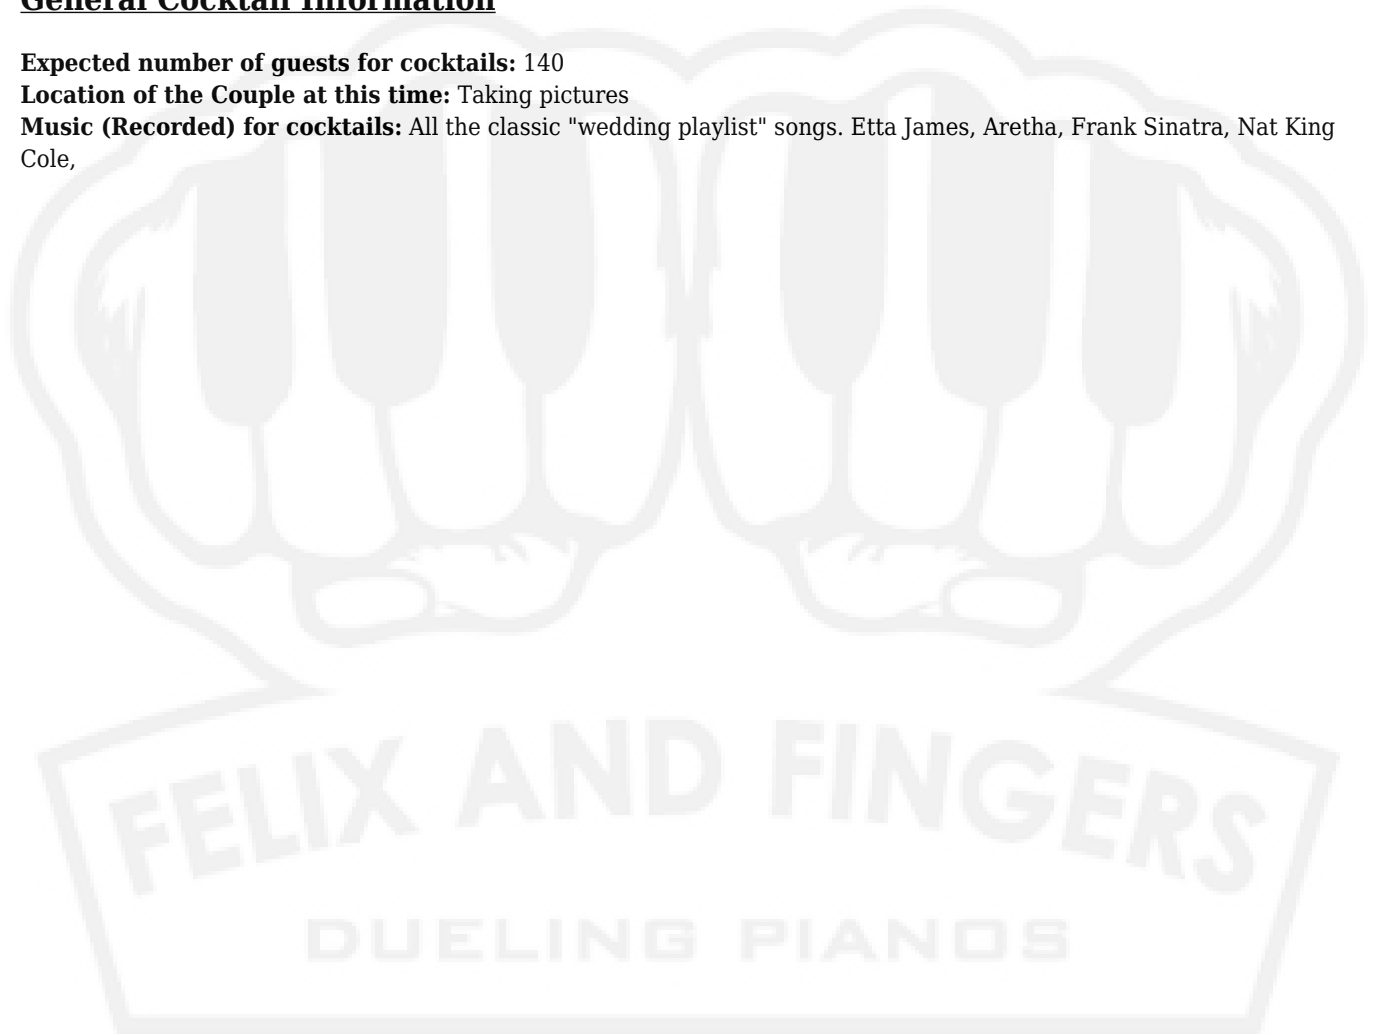 General Cocktail Information
Expected number of guests for cocktails: 140
Location of the Couple at this time: Taking pictures
Music (Recorded) for cocktails: All the classic "wedding playlist" songs. Etta James, Aretha, Frank Sinatra, Nat King
Cole,
FELIX AND FINGERS
DUELING PIANOS